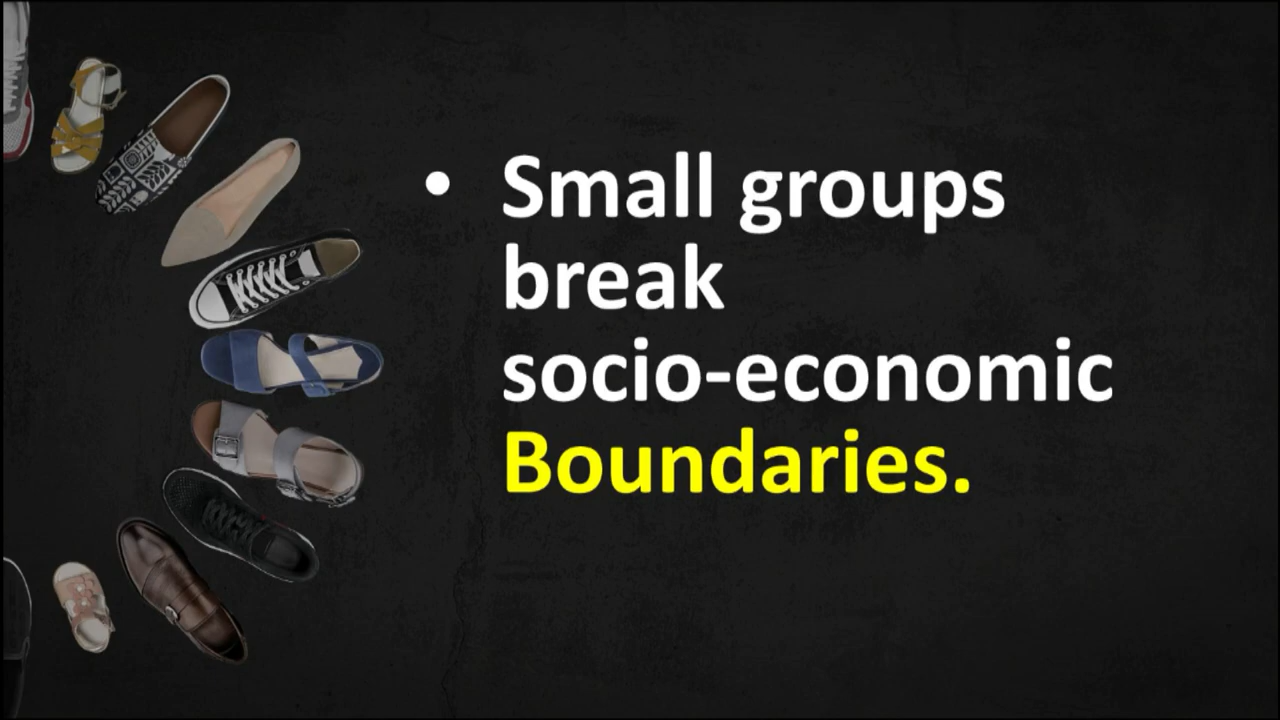 • Small groups
break
socio-economic
Boundaries.